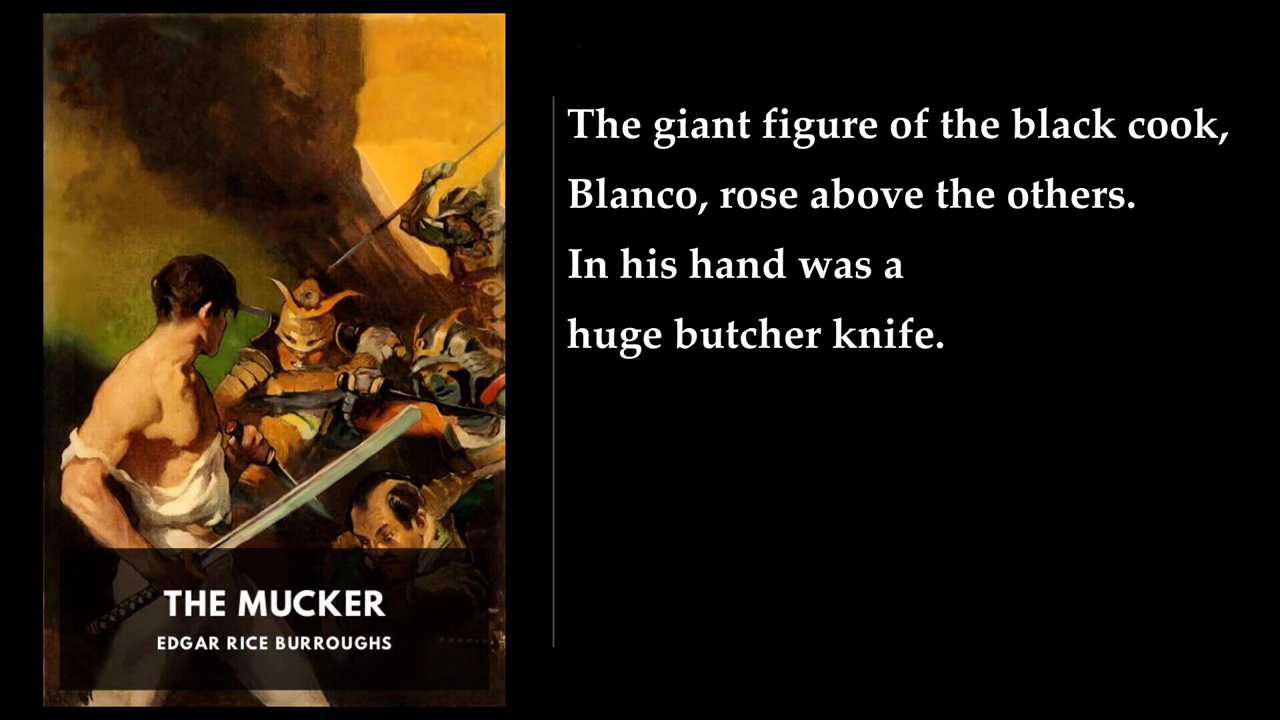 THE MUCKER
EDGAR RICE BURROUGHS
The giant figure of the black cook,
Blanco, rose above the others.
In his hand was a
huge butcher knife.